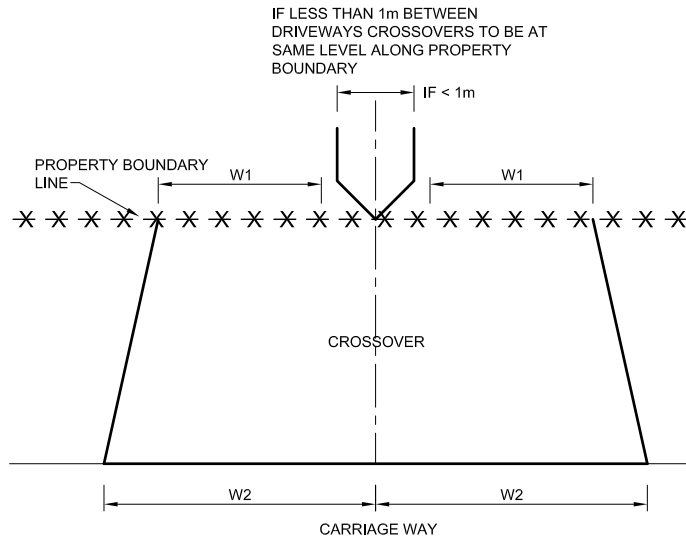 IF LESS THAN 1m BETWEEN
DRIVEWAYS CROSSOVERS TO BE AT
SAME LEVEL ALONG PROPERTY
BOUNDARY
IF < 1m
PROPERTY BOUNDARY
LINE
W1
W1
CROSSOVER
W2
W2
CARRIAGE WAY